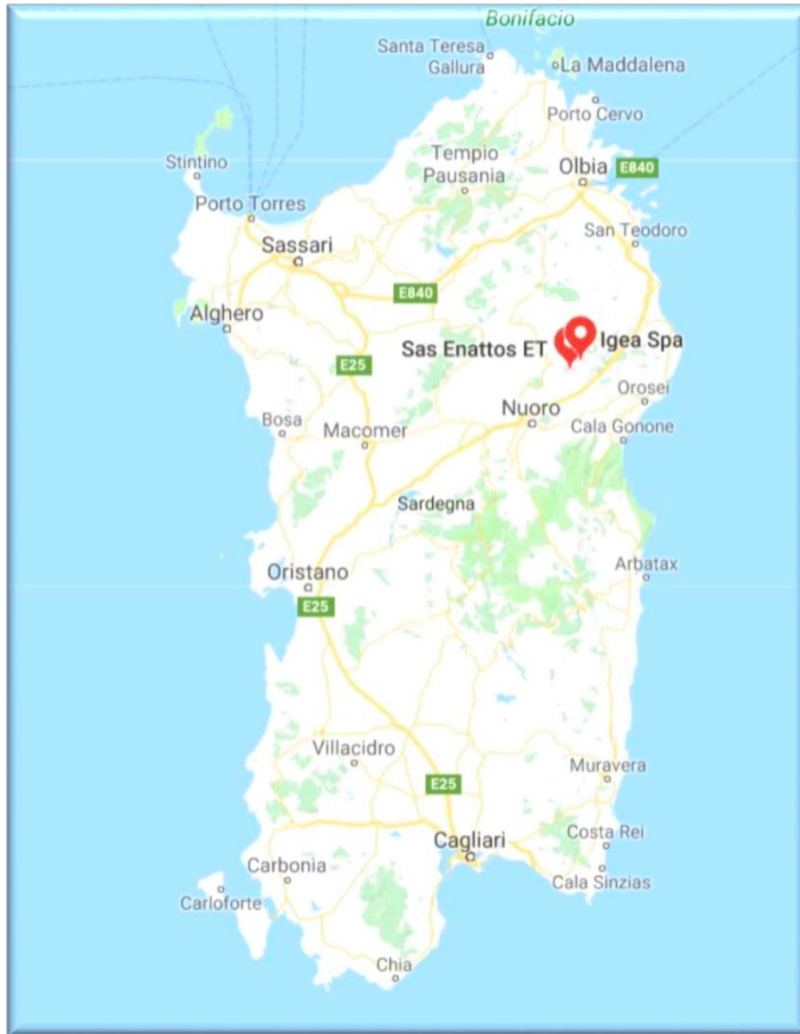 Bonifacio
Santa Teresa
Gallura
La Maddalena
Porto Cervo
Tempio
Pausania
Olbia
E840
Stintino
Porto Torres
San Teodoro
Sassari
E840
Alghero
Sas Enattos ET
Igea Spa
E25
Orosei
Nuoro
Bosa
Macomer
Cala Gonone
Sardegna
Arbatax
Oristano
E25
Villacidro
Muravera
E25
Costa Rei
Cagliari
Carbonia
Cala Sinzias
Carloforte
Chia